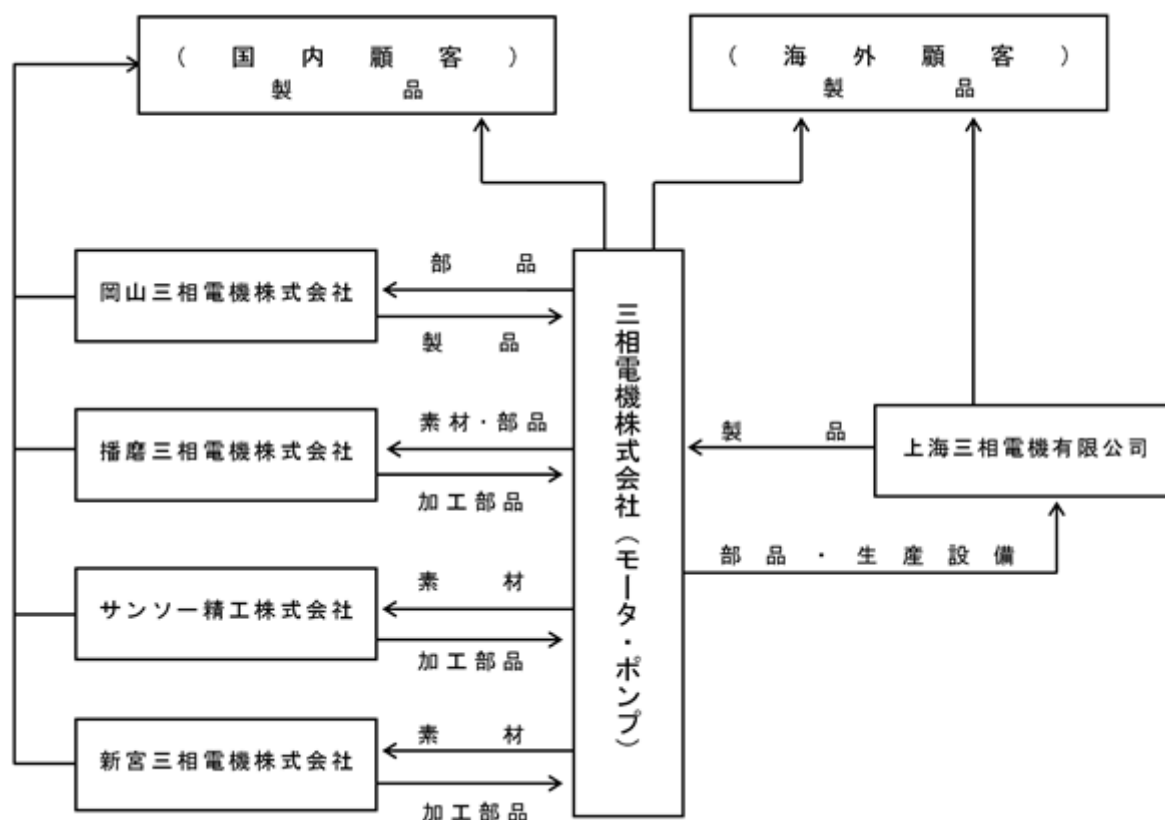 (国内顧客)
製品
(海外顧客)
製品
岡山三相電機株式会社
部品
製品
播磨三相電機株式会社
素材・部品
加工部品
サンソー精工株式会社
素材
加工部品
新宮三相電機株式会社
素材
加工部品
三相電機株式会社(モータ・ポンプ)
製品
上海三相電機有限公司
部品・生産設備